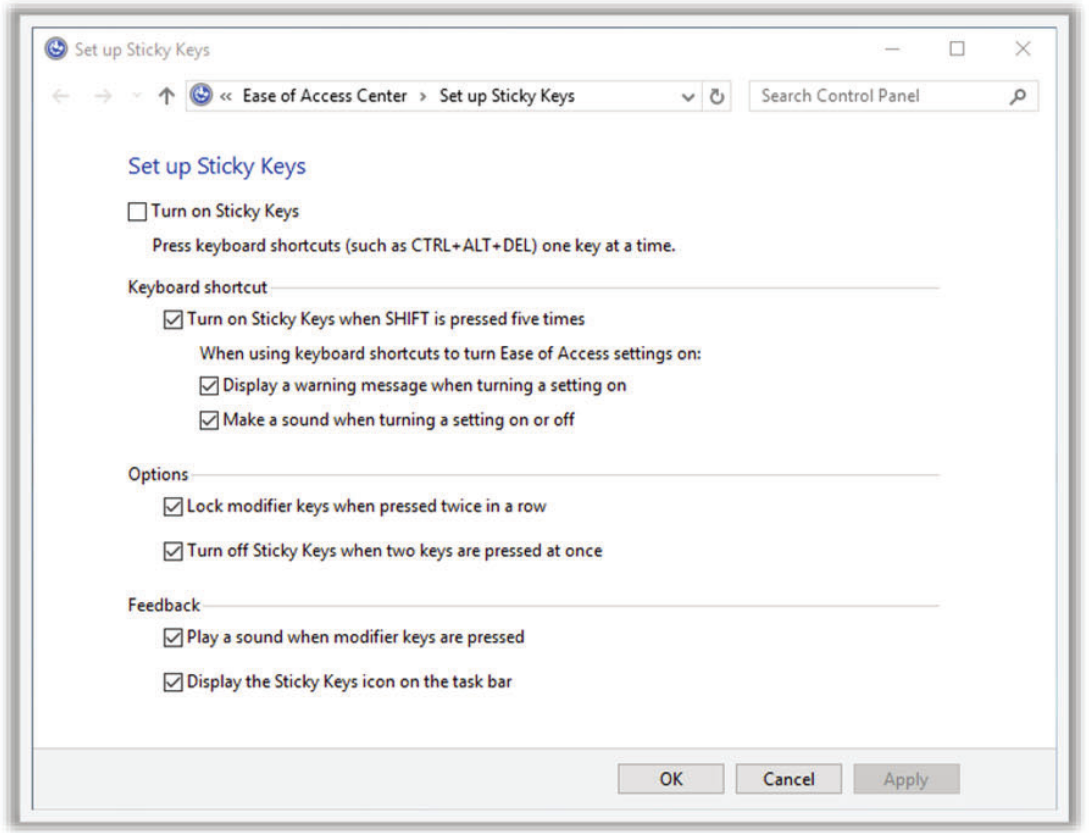 Set up Sticky Keys
« Ease of Access Center › Set up Sticky Keys
Search Control Panel
Set up Sticky Keys
Turn on Sticky Keys
Press keyboard shortcuts (such as CTRL+ALT+DEL) one key at a time.
Keyboard shortcut
Turn on Sticky Keys when SHIFT is pressed five times
When using keyboard shortcuts to turn Ease of Access settings on:
Display a warning message when turning a setting on
Make a sound when turning a setting on or off
Options
Lock modifier keys when pressed twice in a row
Turn off Sticky Keys when two keys are pressed at once
Feedback
Play a sound when modifier keys are pressed
Display the Sticky Keys icon on the task bar
OK Cancel Apply